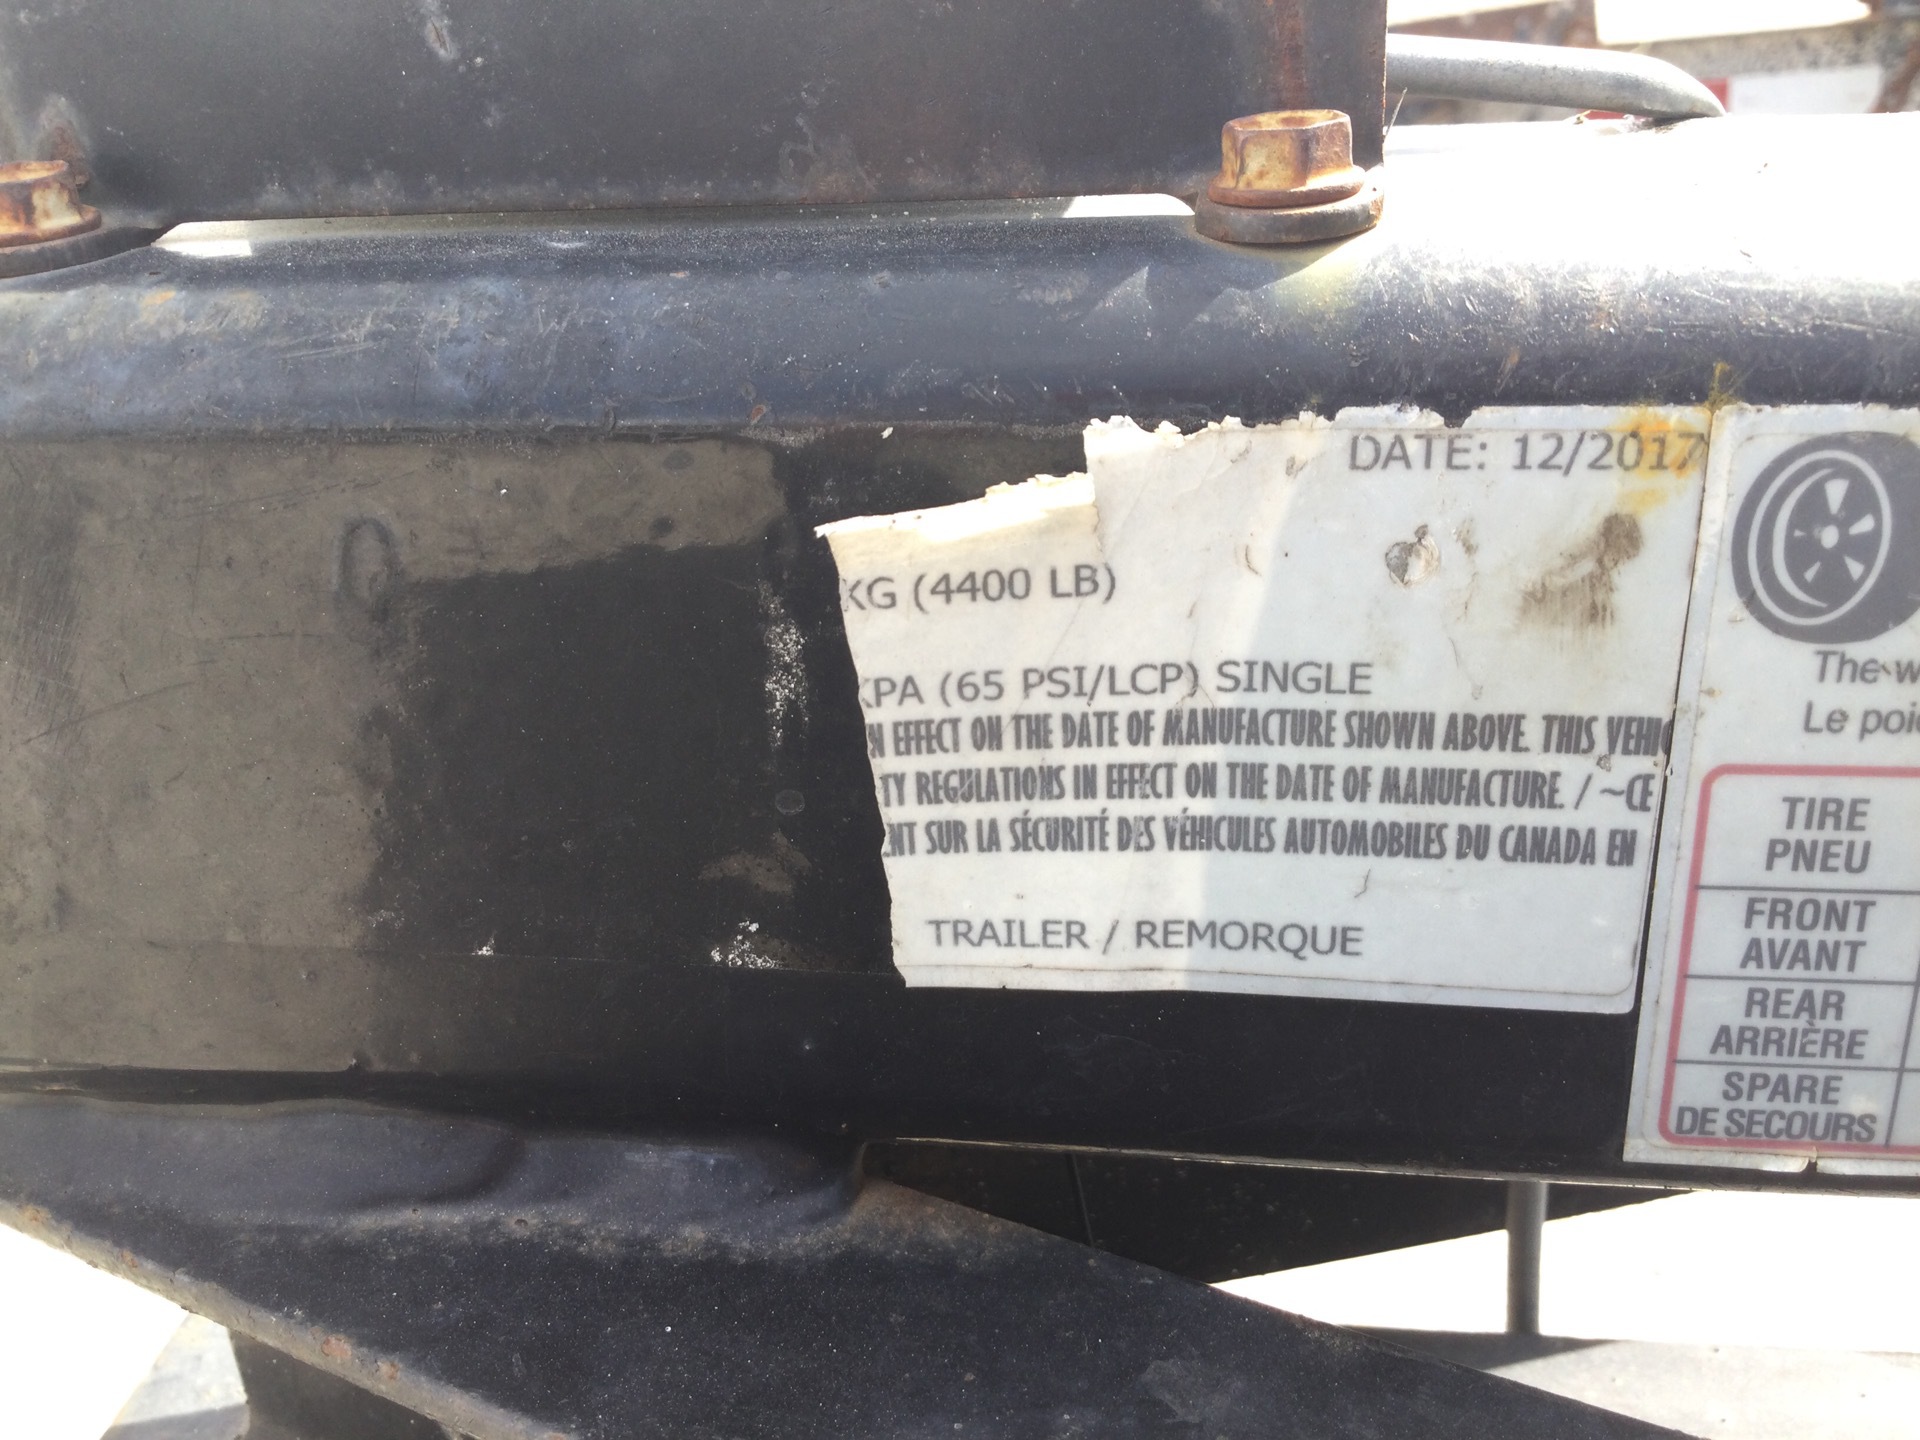 DATE: 12/2017
KG (4400 LB)
KPA (65 PSI/LCP) SINGLE
N EFFECT ON THE DATE OF MANUFACTURE SHOWN ABOVE. THIS VEHIC
TY REGULATIONS IN EFFECT ON THE DATE OF MANUFACTURE. / ~CE
ENT SUR LA SÉCURITÉ DES VÉHICULES AUTOMOBILES DU CANADA EN
TRAILER / REMORQUE
The w
Le poi
TIRE
PNEU
FRONT
AVANT
REAR
ARRIÈRE
SPARE
DE SECOURS